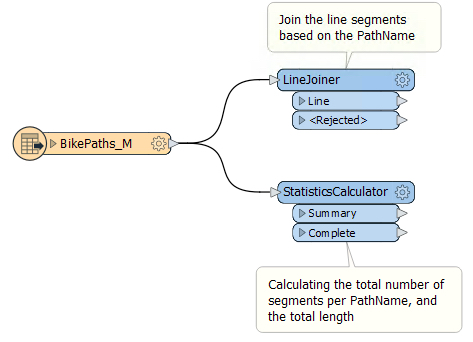 Join the line segments
based on the PathName
LineJoiner
Line
<Rejected>
BikePaths_M
StatisticsCalculator
Summary
Complete
Calculating the total number of
segments per PathName, and
the total length